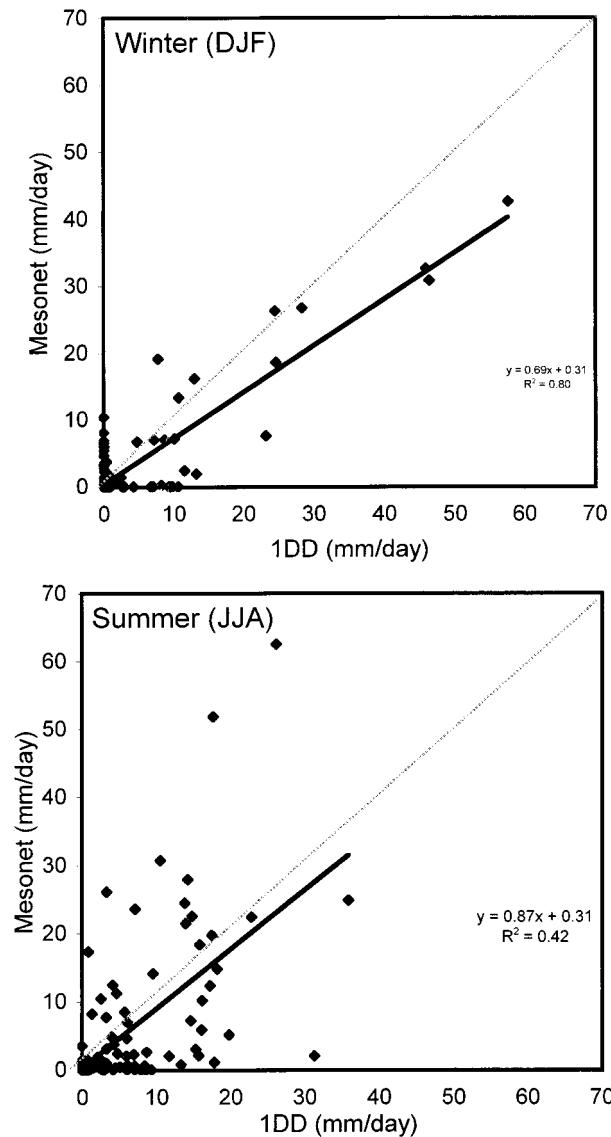 Winter (DJF)
70
60
50
40
30
20
10
0
Mesonet (mm/day)
y = 0.69x + 0.31
R² = 0.80
0 10 20 30 40 50 60 70
1DD (mm/day)
Summer (JJA)
70
60
50
40
30
20
10
0
Mesonet (mm/day)
y = 0.87x + 0.31
R² = 0.42
0 10 20 30 40 50 60 70
1DD (mm/day)